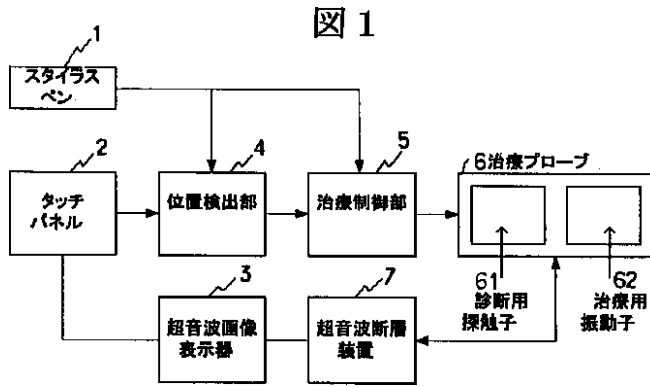 図1
1
スタイラス
ペン
2
タッチ
パネル
4
位置検出部
5
治療制御部
6治療プローブ
61
診断用
探触子
62
治療用
振動子
3
超音波画像
表示器
7
超音波断層
装置